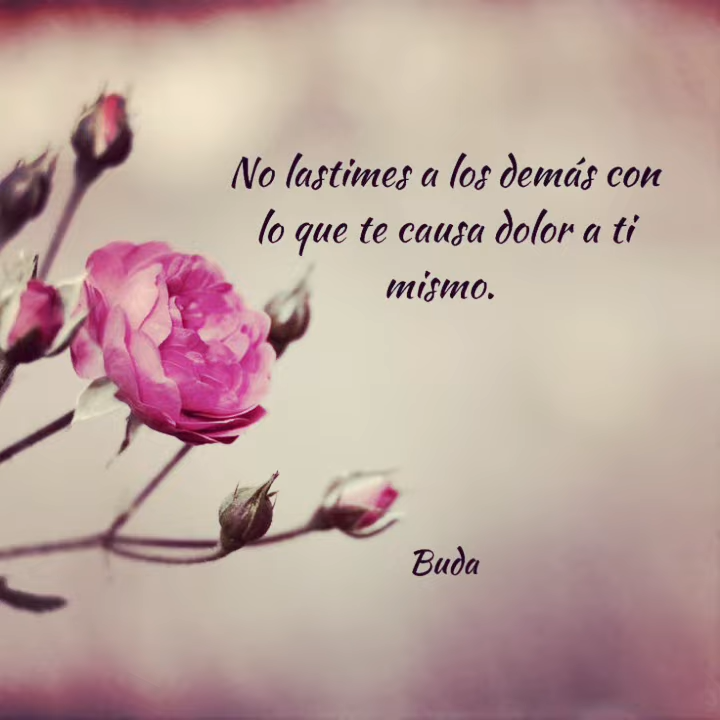 No lastimes a los demás con
lo que te causa dolor a ti
mismo.
Buda